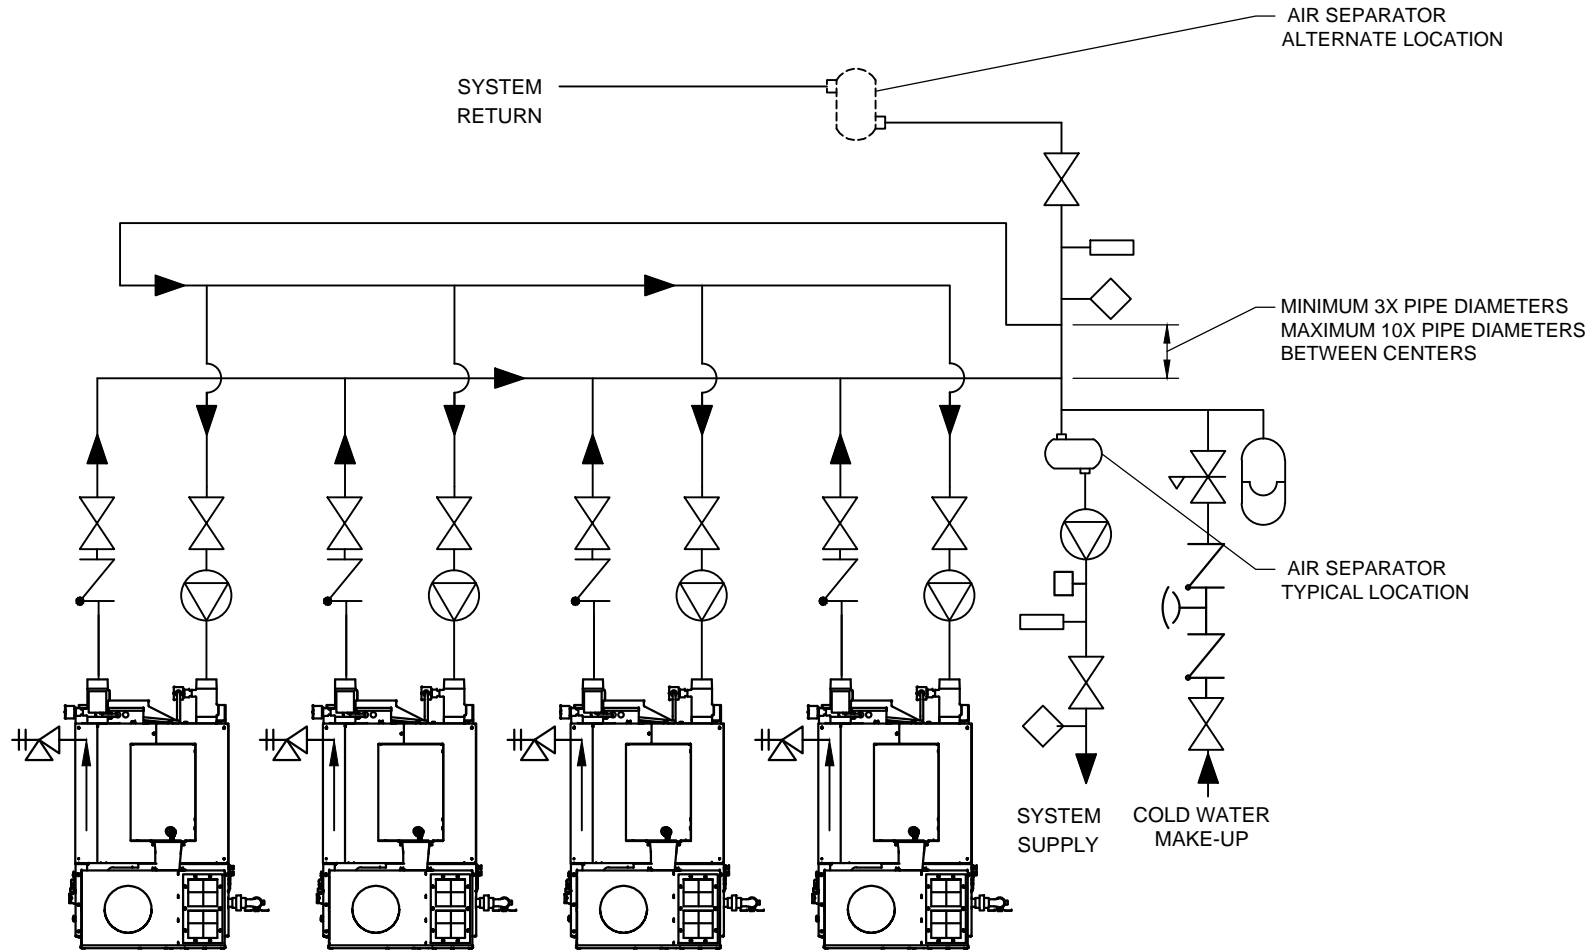 AIR SEPARATOR
ALTERNATE LOCATION
SYSTEM
RETURN
MINIMUM 3X PIPE DIAMETERS
MAXIMUM 10X PIPE DIAMETERS
BETWEEN CENTERS
AIR SEPARATOR
TYPICAL LOCATION
SYSTEM
SUPPLY
COLD WATER
MAKE-UP